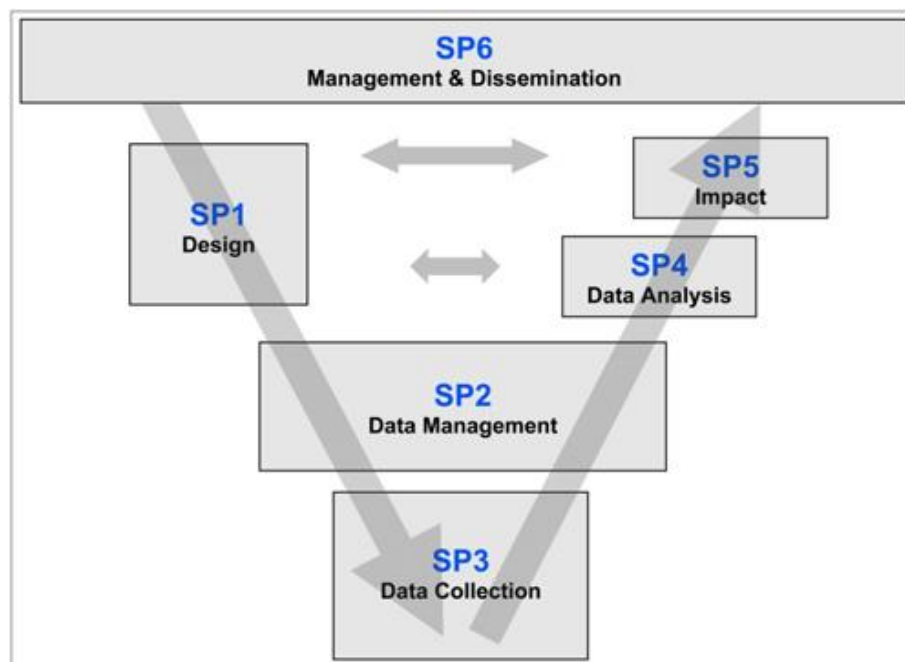 SP6
Management & Dissemination
SP1
Design
SP5
Impact
SP4
Data Analysis
SP2
Data Management
SP3
Data Collection